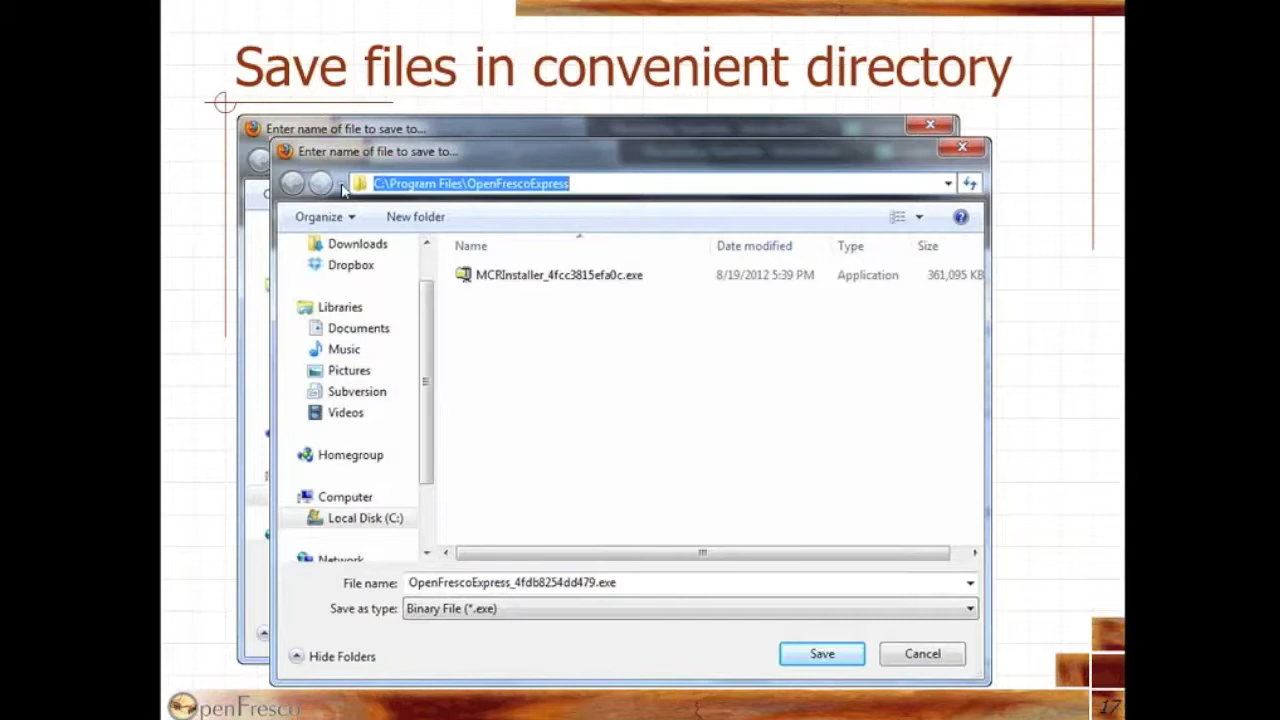 Save files in convenient directory
Enter name of file to save to...
Enter name of file to save to...
C:\Program Files\OpenFrescoExpress
Organize
New folder
Downloads
Dropbox
Libraries
Documents
Music
Pictures
Subversion
Videos
Homegroup
Computer
Local Disk (C:)
Network
Name
Date modified
Type
Size
MCRInstaller_4fcc3815efa0c.exe
8/19/2012 5:39 PM
Application
361,095 KB
File name:
OpenFrescoExpress_4fdb8254dd479.exe
Save as type:
Binary File (*.exe)
Hide Folders
Save
Cancel
OpenFresco
17